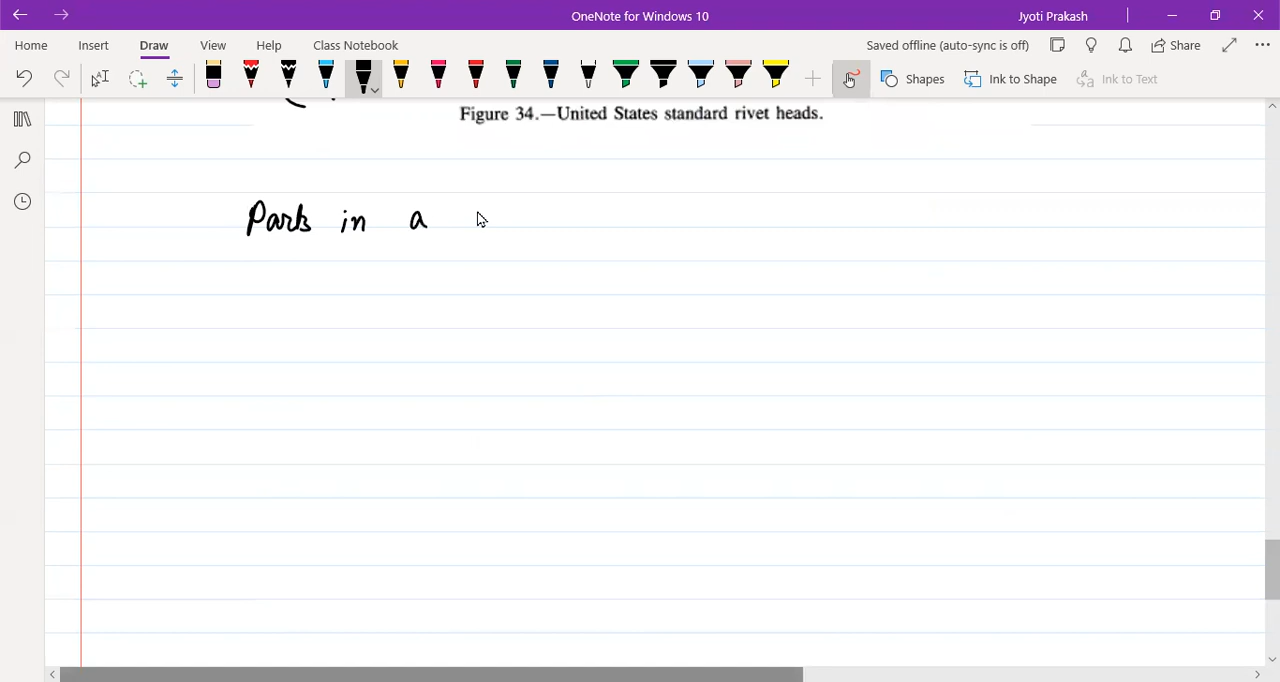 OneNote for Windows 10
Jyoti Prakash
Home Insert Draw View Help Class Notebook
Saved offline (auto-sync is off) Share
Shapes Ink to Shape Ink to Text
Figure 34.—United States standard rivet heads.
Parts in a